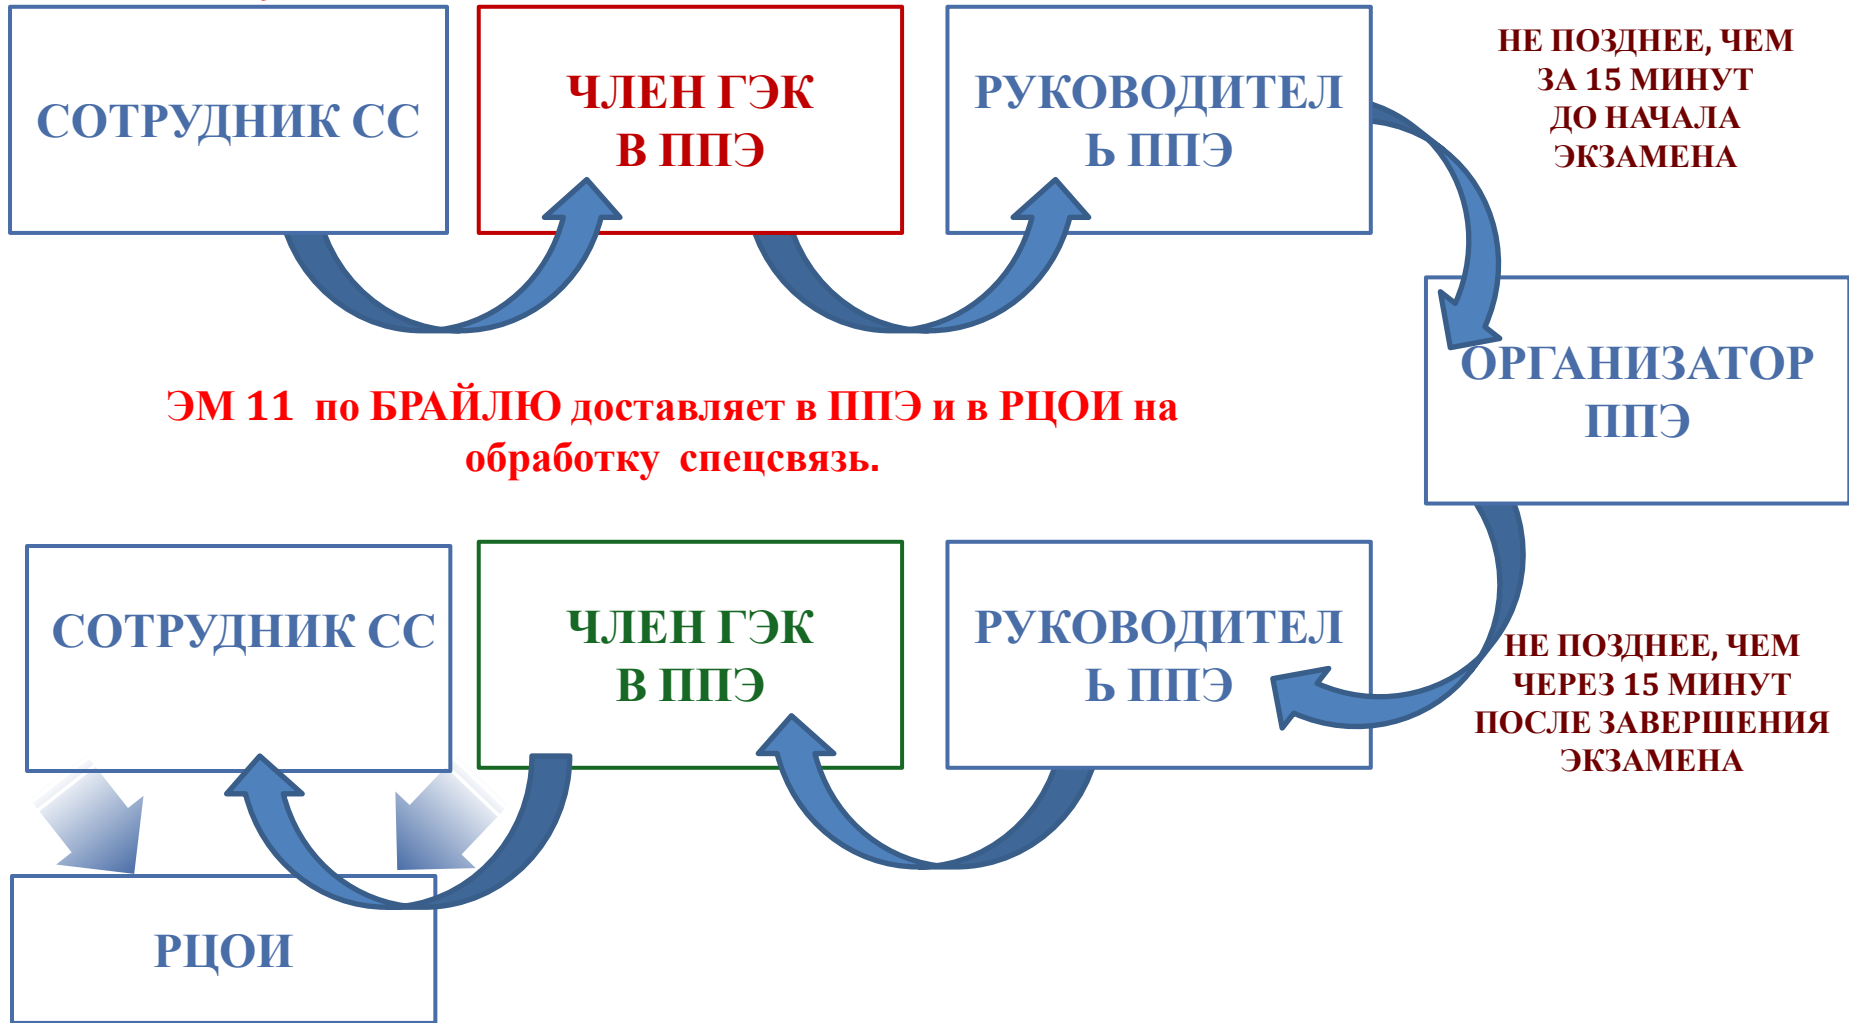 СОТРУДНИК СС
ЧЛЕН ГЭК
В ППЭ
РУКОВОДИТЕЛ
Ь ППЭ
НЕ ПОЗДНЕЕ, ЧЕМ
ЗА 15 МИНУТ
ДО НАЧАЛА
ЭКЗАМЕНА
ОРГАНИЗАТОР
ППЭ
ЭМ 11 по БРАЙЛЮ доставляет в ППЭ и в РЦОИ на
обработку спецсвязь.
СОТРУДНИК СС
ЧЛЕН ГЭК
В ППЭ
РУКОВОДИТЕЛ
Ь ППЭ
НЕ ПОЗДНЕЕ, ЧЕМ
ЧЕРЕЗ 15 МИНУТ
ПОСЛЕ ЗАВЕРШЕНИЯ
ЭКЗАМЕНА
РЦОИ